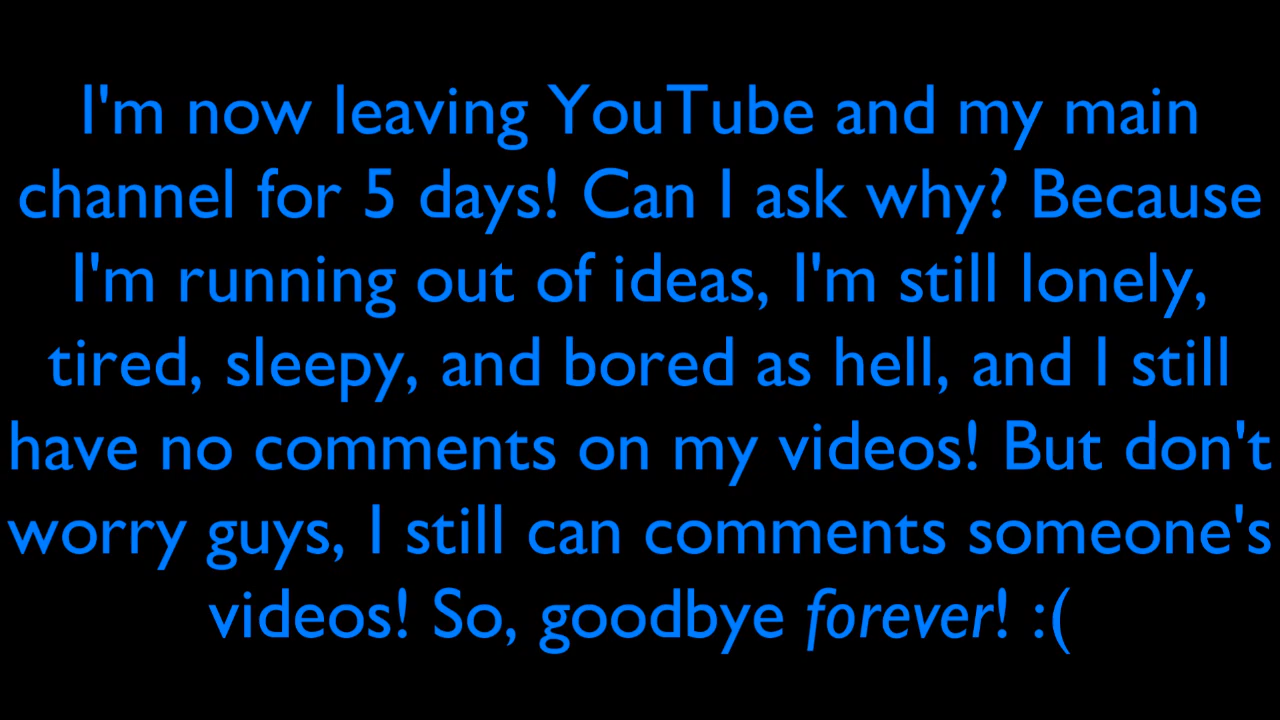 I'm now leaving YouTube and my main
channel for 5 days! Can I ask why? Because
I'm running out of ideas, I'm still lonely,
tired, sleepy, and bored as hell, and I still
have no comments on my videos! But don't
worry guys, I still can comments someone's
videos! So, goodbye forever! :(